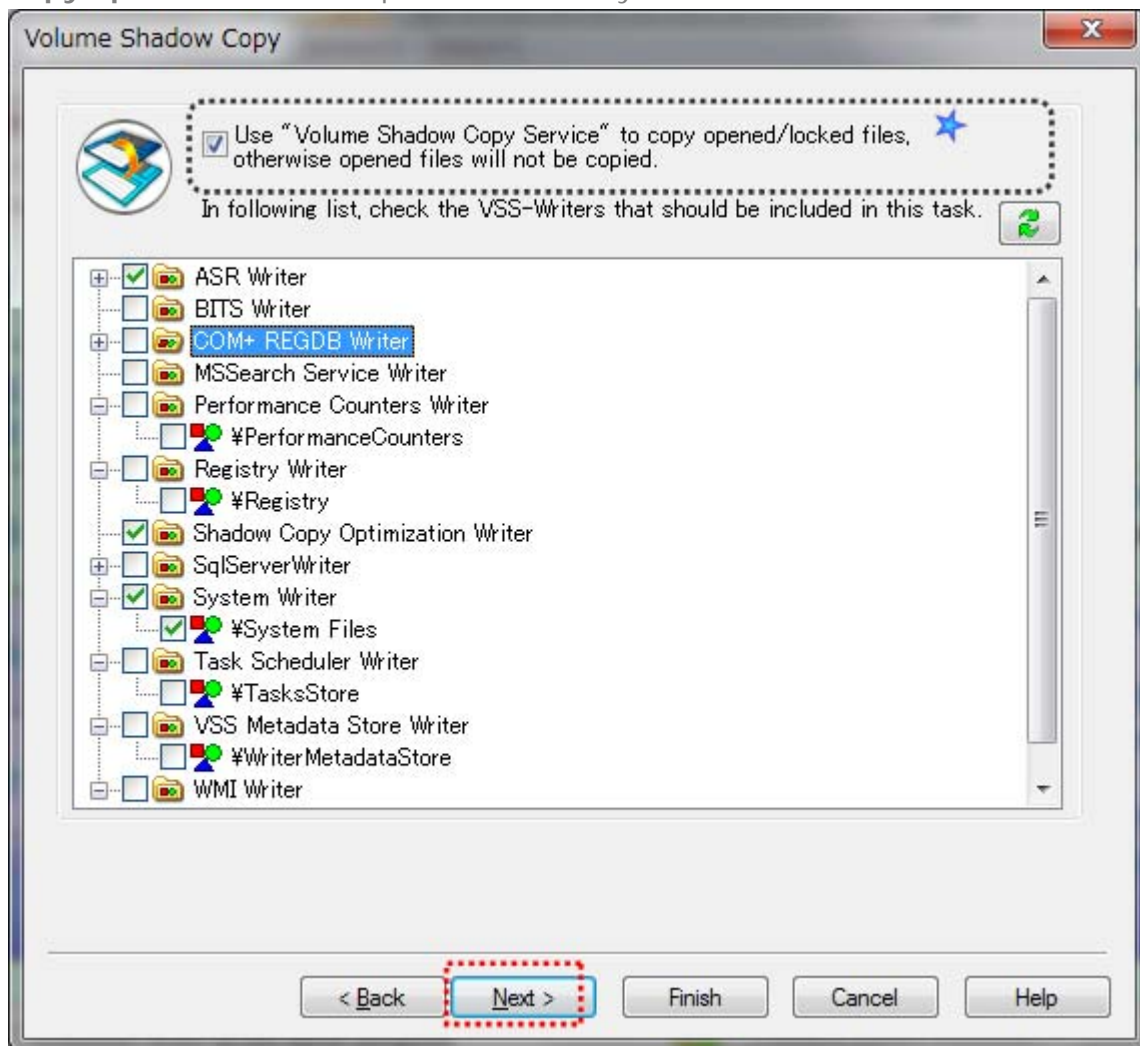 Volume Shadow Copy
Use "Volume Shadow Copy Service" to copy opened/locked files,
otherwise opened files will not be copied.
In following list, check the VSS-Writers that should be included in this task.
ASR Writer
BITS Writer
COM+ REGDB Writer
MSSearch Service Writer
Performance Counters Writer
¥PerformanceCounters
Registry Writer
¥Registry
Shadow Copy Optimization Writer
SqlServerWriter
System Writer
¥System Files
Task Scheduler Writer
¥TasksStore
VSS Metadata Store Writer
¥WriterMetadataStore
WMI Writer
< Back Next > Finish Cancel Help